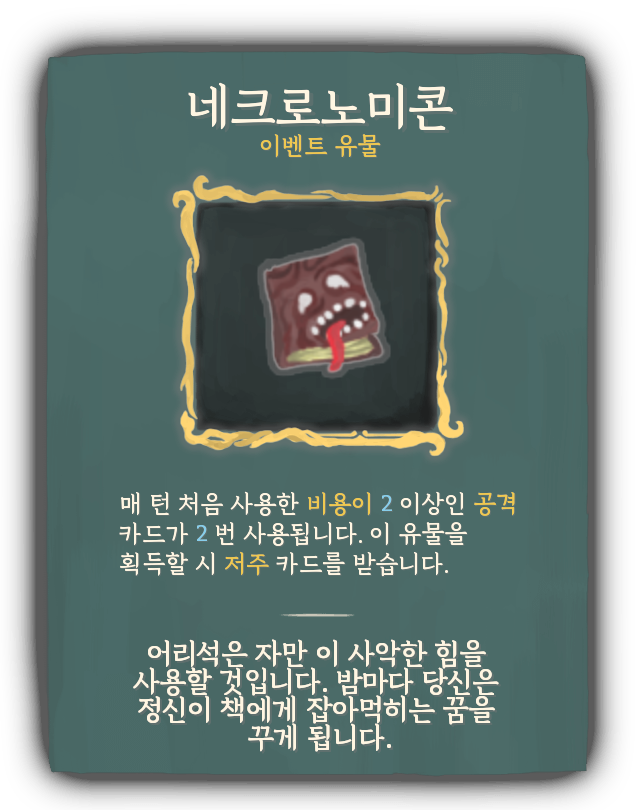 네크로노미콘
이벤트 유물
매 턴 처음 사용한 비용이 2 이상인 공격
카드가 2 번 사용됩니다. 이 유물을
획득할 시 저주 카드를 받습니다.
어리석은 자만 이 사악한 힘을
사용할 것입니다. 밤마다 당신은
정신이 책에게 잡아먹히는 꿈을
꾸게 됩니다.